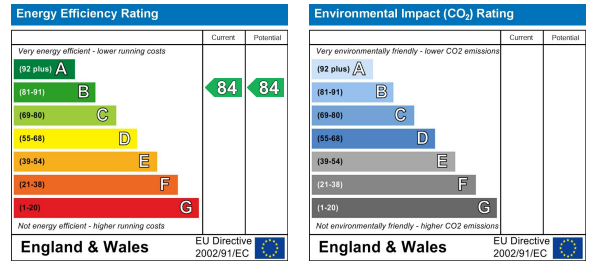 Energy Efficiency Rating
Current Potential
Very energy efficient - lower running costs
(92 plus) A
(81-91) B 84 84
(69-80) C
(55-68) D
(39-54) E
(21-38) F
(1-20) G
Not energy efficient - higher running costs
England & Wales
EU Directive
2002/91/EC
Environmental Impact (CO₂) Rating
Current Potential
Very environmentally friendly - lower CO2 emissions
(92 plus) A
(81-91) B
(69-80) C
(55-68) D
(39-54) E
(21-38) F
(1-20) G
Not environmentally friendly - higher CO2 emissions
England & Wales
EU Directive
2002/91/EC